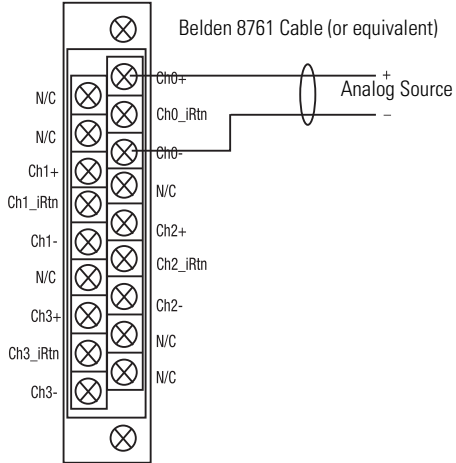 Belden 8761 Cable (or equivalent)
Ch0+
+
Analog Source
N/C
Ch0_iRtn
–
N/C
Ch0-
Ch1+
N/C
Ch1_iRtn
Ch2+
Ch1-
Ch2_iRtn
N/C
Ch2-
Ch3+
N/C
Ch3_iRtn
N/C
Ch3-